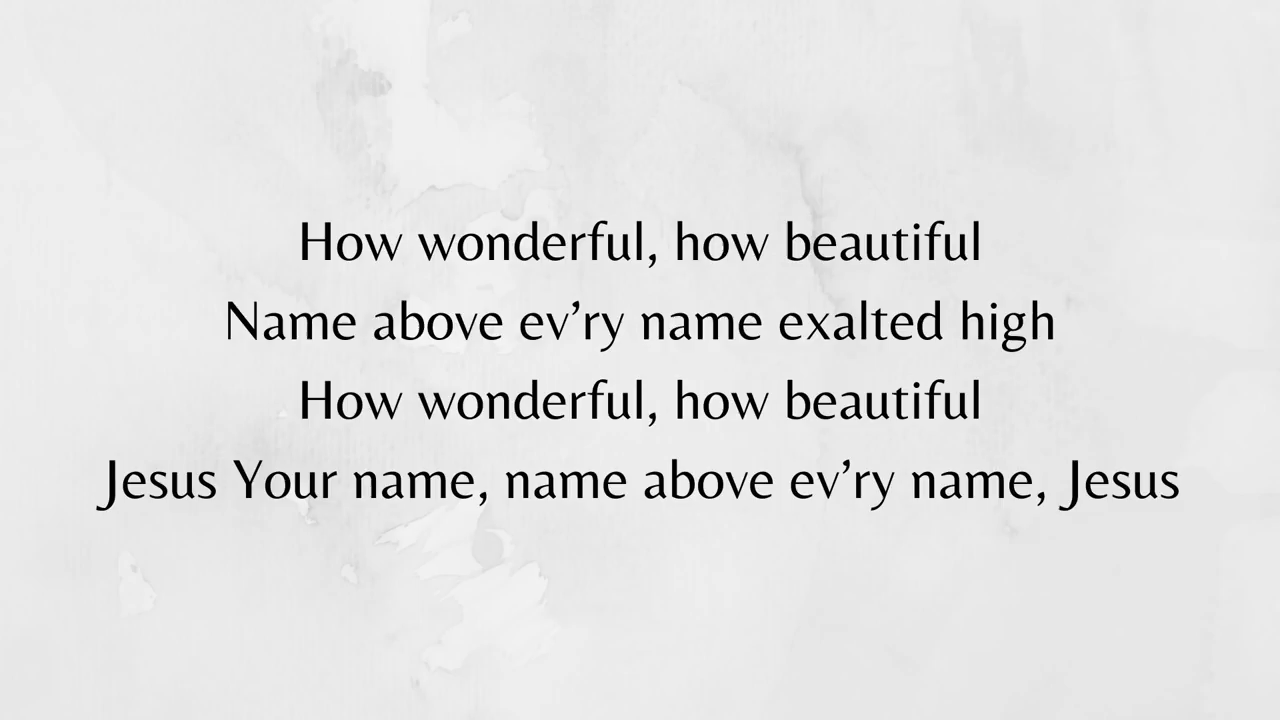 How wonderful, how beautiful
Name above ev’ry name exalted high
How wonderful, how beautiful
Jesus Your name, name above ev’ry name, Jesus